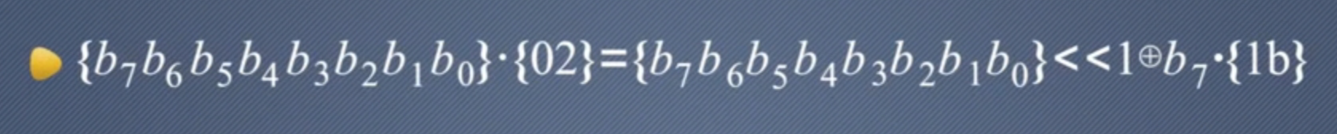 {b₇b₆b₅b₄b₃b₂b₁b₀}·{02}={b₇b₆b₅b₄b₃b₂b₁b₀}<<1⊕b₇·{1b}